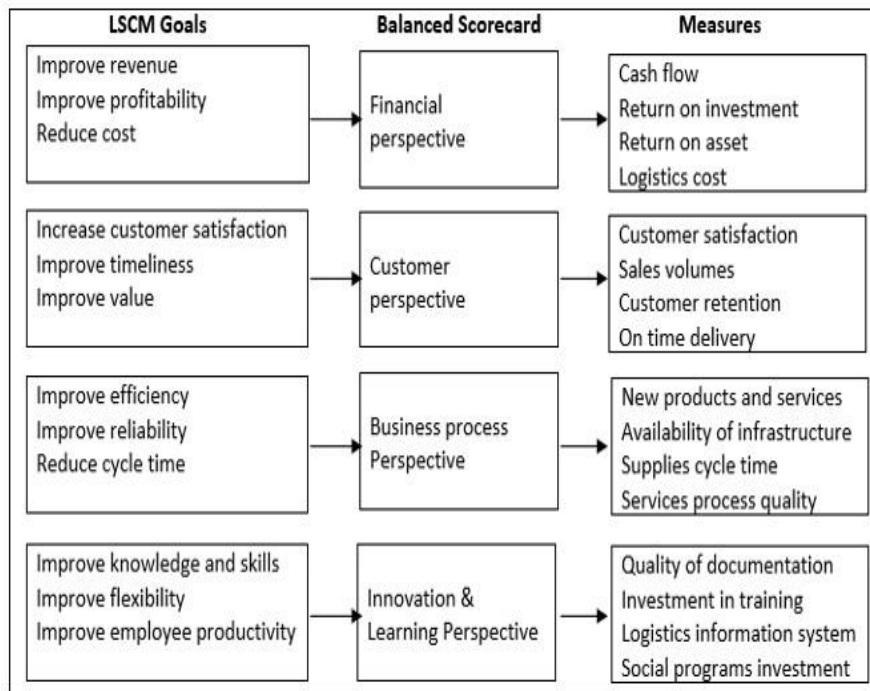 LSCM Goals
Balanced Scorecard
Measures
Improve revenue
Improve profitability
Reduce cost
Financial
perspective
Cash flow
Return on investment
Return on asset
Logistics cost
Increase customer satisfaction
Improve timeliness
Improve value
Customer
perspective
Customer satisfaction
Sales volumes
Customer retention
On time delivery
Improve efficiency
Improve reliability
Reduce cycle time
Business process
Perspective
New products and services
Availability of infrastructure
Supplies cycle time
Services process quality
Improve knowledge and skills
Improve flexibility
Improve employee productivity
Innovation &
Learning Perspective
Quality of documentation
Investment in training
Logistics information system
Social programs investment